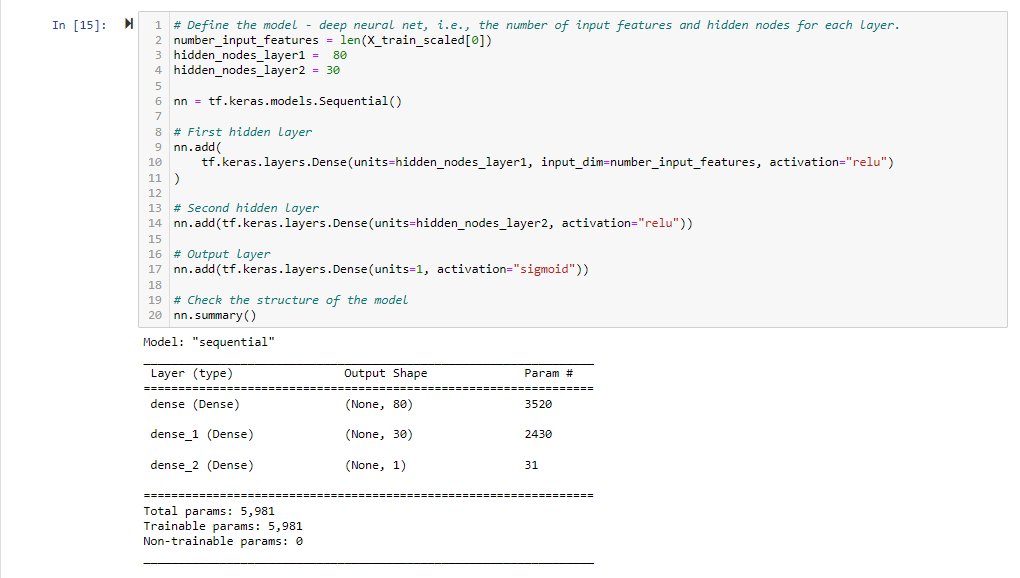 In [15]:
1 # Define the model - deep neural net, i.e., the number of input features and hidden nodes for each layer.
2 number_input_features = len(X_train_scaled[0])
3 hidden_nodes_layer1 =  80
4 hidden_nodes_layer2 = 30
5
6 nn = tf.keras.models.Sequential()
7
8 # First hidden layer
9 nn.add(
10     tf.keras.layers.Dense(units=hidden_nodes_layer1, input_dim=number_input_features, activation="relu")
11 )
12
13 # Second hidden layer
14 nn.add(tf.keras.layers.Dense(units=hidden_nodes_layer2, activation="relu"))
15
16 # Output layer
17 nn.add(tf.keras.layers.Dense(units=1, activation="sigmoid"))
18
19 # Check the structure of the model
20 nn.summary()
Model: "sequential"
Layer (type) Output Shape Param #
dense (Dense) (None, 80) 3520
dense_1 (Dense) (None, 30) 2430
dense_2 (Dense) (None, 1) 31
Total params: 5,981
Trainable params: 5,981
Non-trainable params: 0